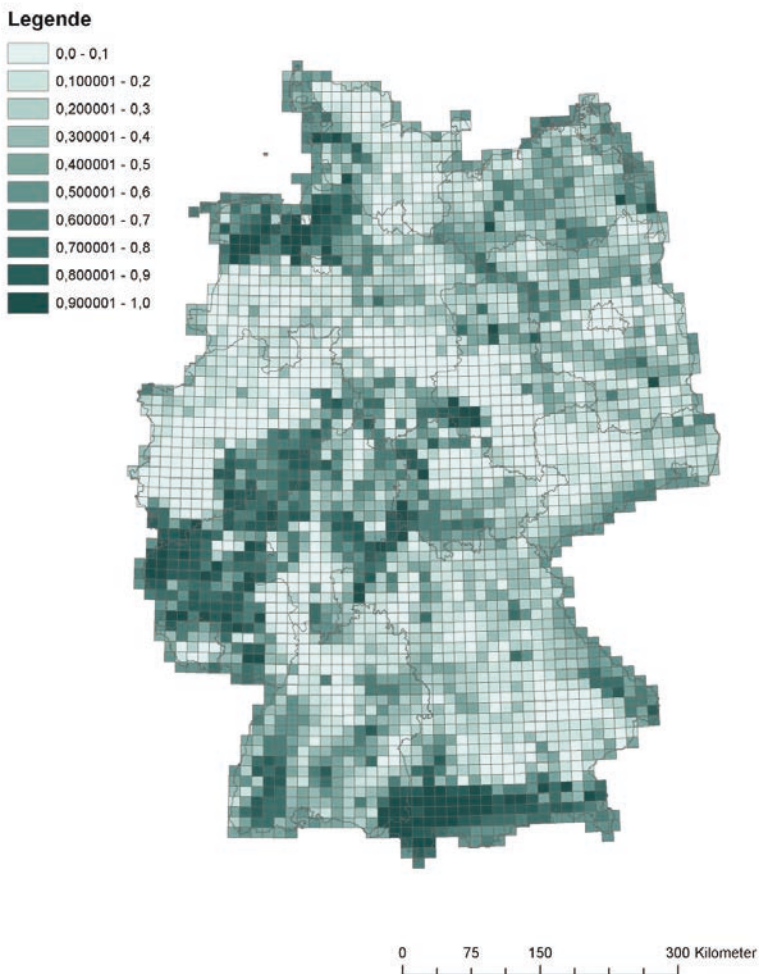 Legende
0,0 - 0,1
0,100001 - 0,2
0,200001 - 0,3
0,300001 - 0,4
0,400001 - 0,5
0,500001 - 0,6
0,600001 - 0,7
0,700001 - 0,8
0,800001 - 0,9
0,900001 - 1,0
0 75 150 300 Kilometer